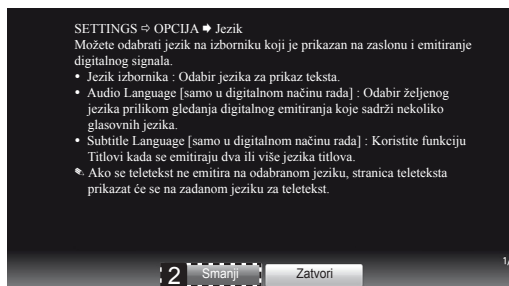 SETTINGS ⇨ OPCIJA ➧ Jezik
Možete odabrati jezik na izborniku koji je prikazan na zaslonu i emitiranje
digitalnog signala.
• Jezik izbornika : Odabir jezika za prikaz teksta.
• Audio Language [samo u digitalnom načinu rada] : Odabir željenog
jezika prilikom gledanja digitalnog emitiranja koje sadrži nekoliko
glasovnih jezika.
• Subtitle Language [samo u digitalnom načinu rada] : Koristite funkciju
Titlovi kada se emitiraju dva ili više jezika titlova.
✎ Ako se teletekst ne emitira na odabranom jeziku, stranica teleteksta
prikazat će se na zadanom jeziku za teletekst.
1/
2 Smanji Zatvori